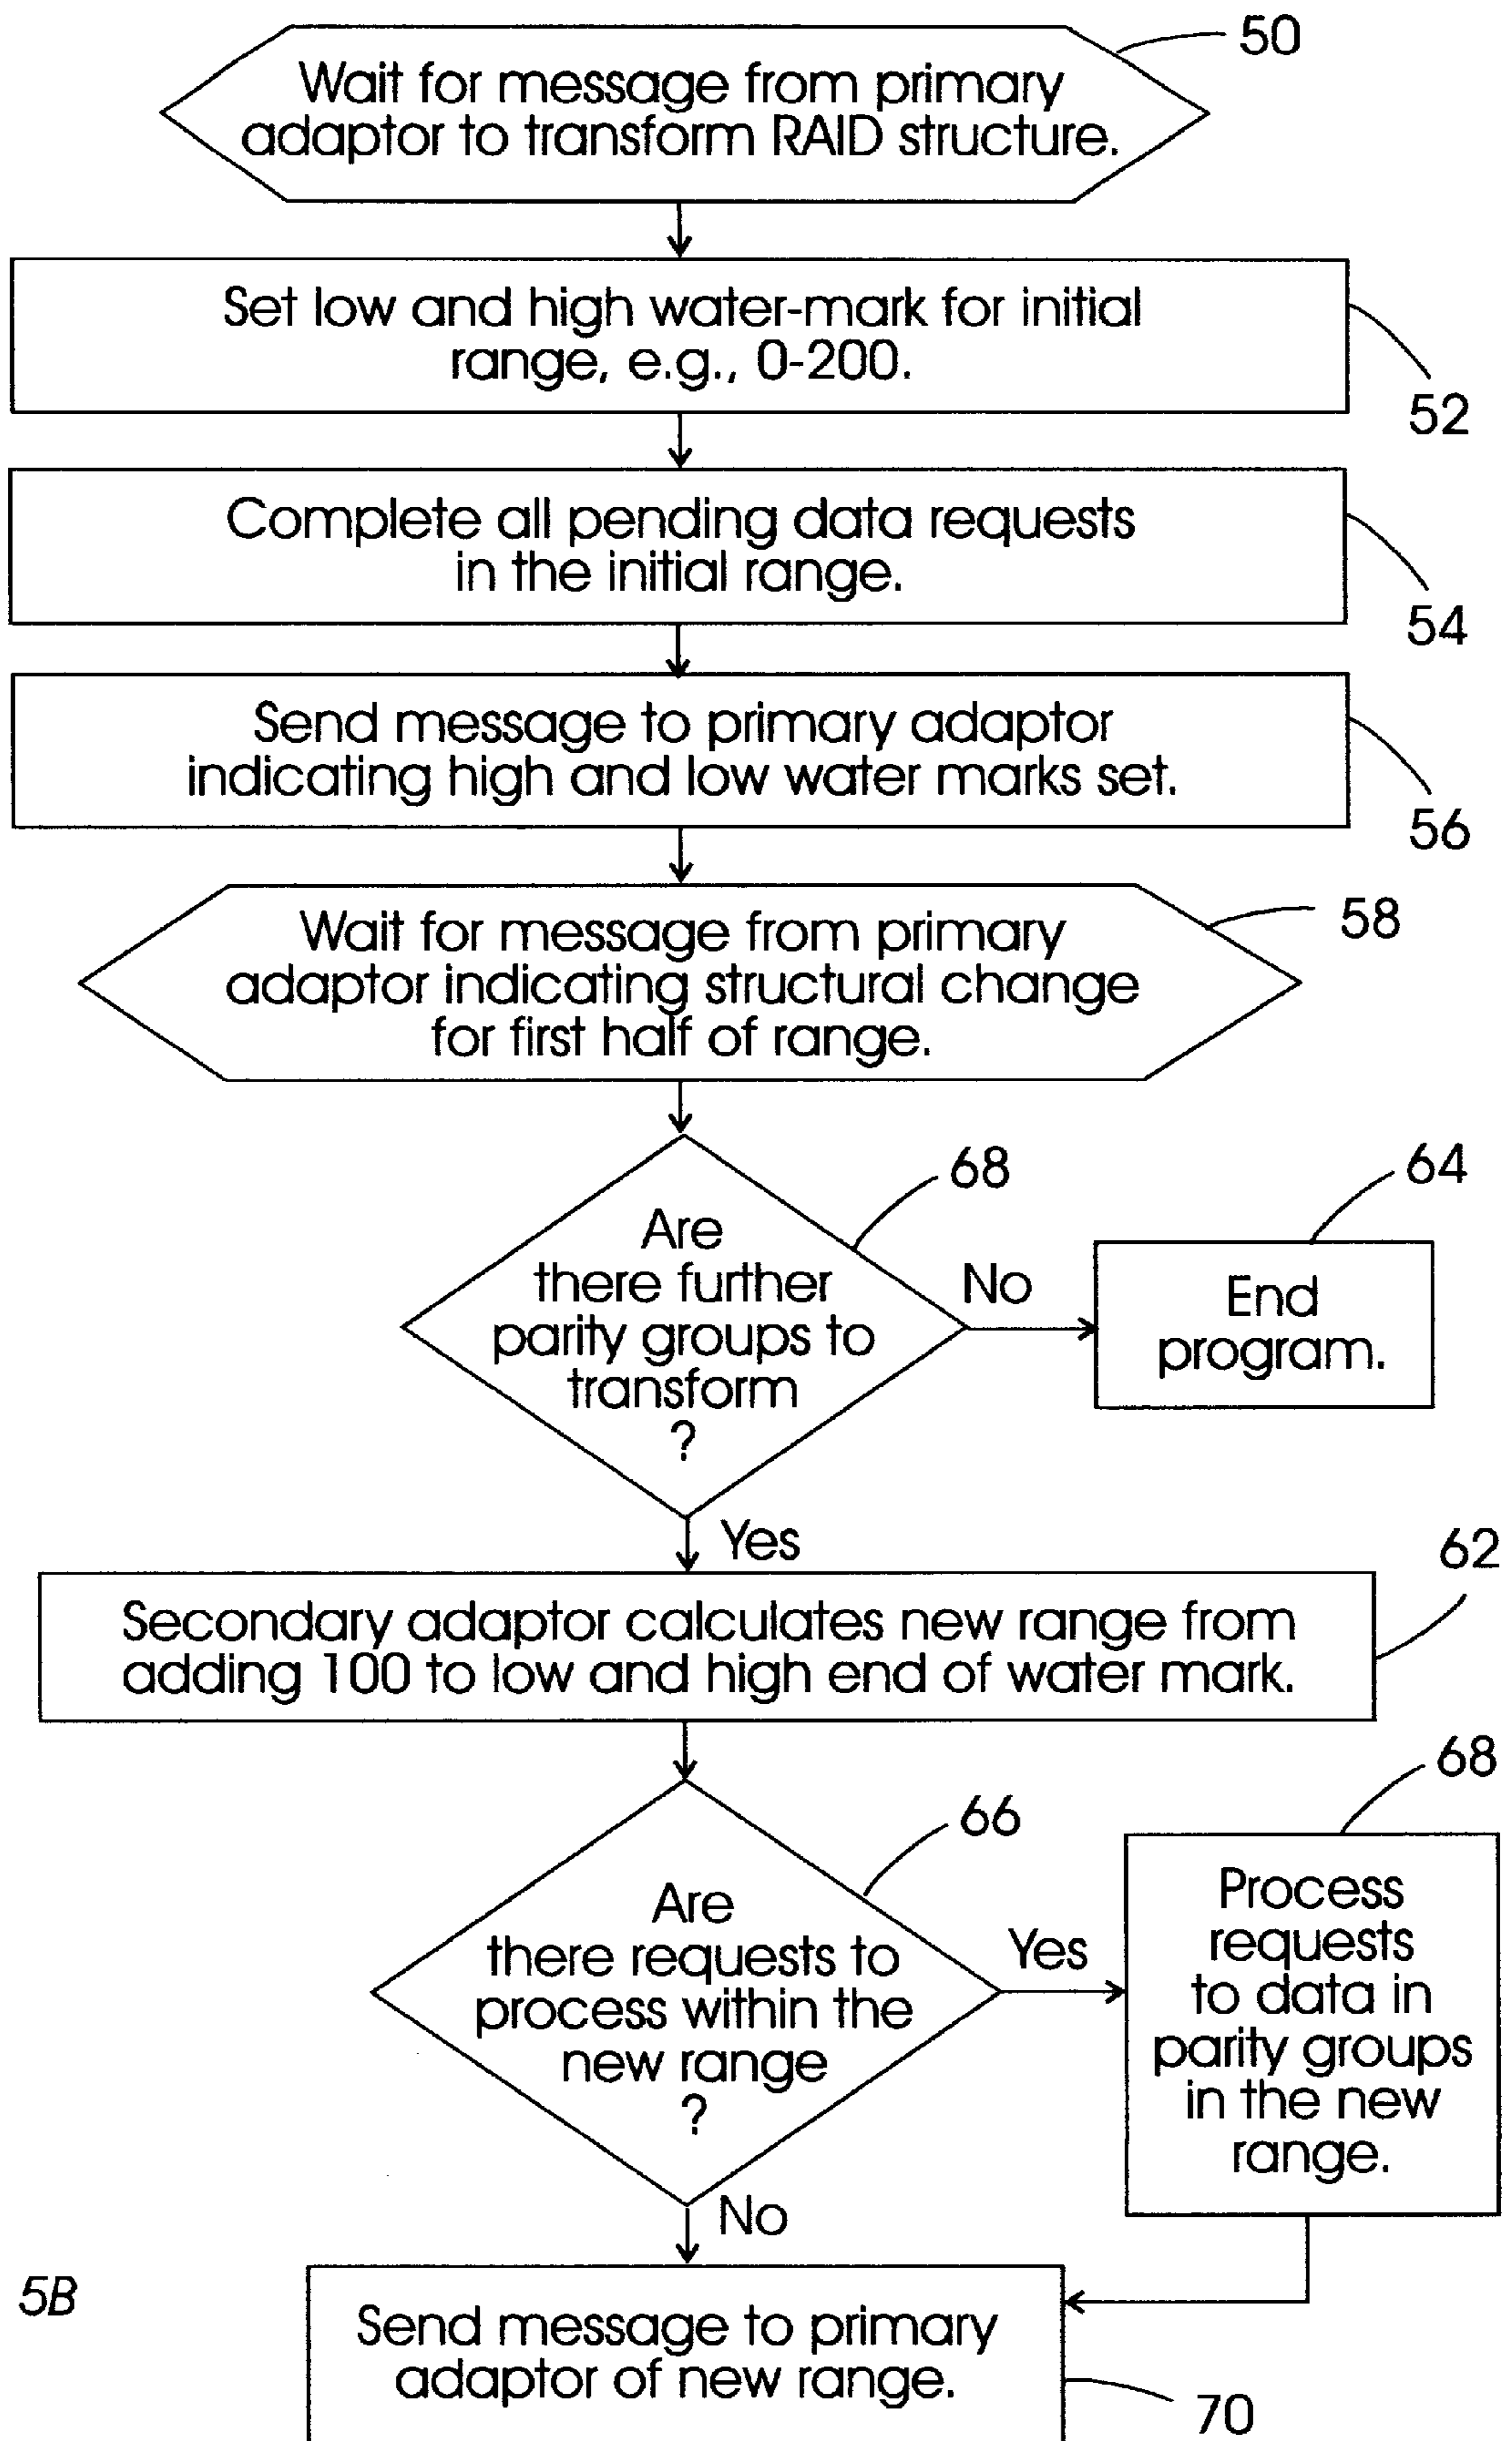 50
Wait for message from primary
adaptor to transform RAID structure.
Set low and high water-mark for initial
range, e.g., 0-200.
52
Complete all pending data requests
in the initial range.
54
Send message to primary adaptor
indicating high and low water marks set.
56
Wait for message from primary
adaptor indicating structural change
for first half of range.
58
68
64
Are
there further
parity groups to
transform
?
No
End
program.
Yes
62
Secondary adaptor calculates new range from
adding 100 to low and high end of water mark.
68
66
Are
there requests to
process within the
new range
?
Yes
Process
requests
to data in
parity groups
in the new
range.
No
5B
Send message to primary
adaptor of new range.
70